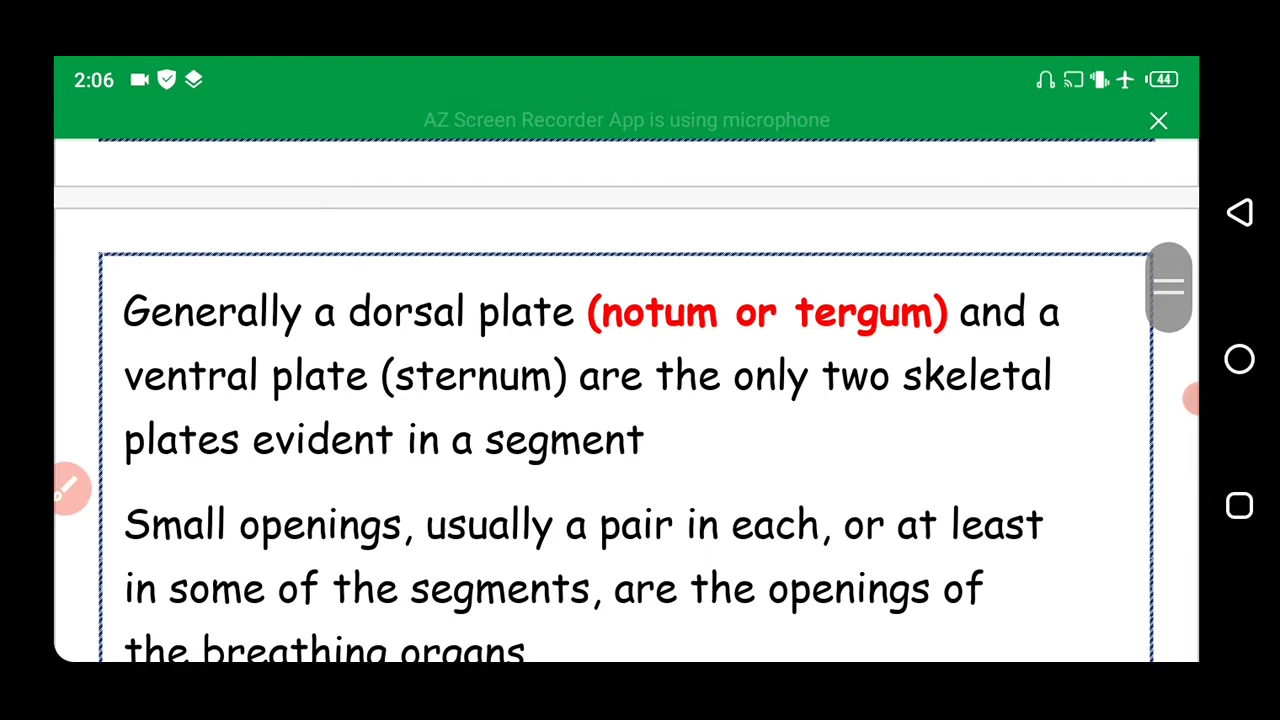 2:06
44
AZ Screen Recorder App is using microphone
Generally a dorsal plate (notum or tergum) and a
ventral plate (sternum) are the only two skeletal
plates evident in a segment
Small openings, usually a pair in each, or at least
in some of the segments, are the openings of
the breathing organs